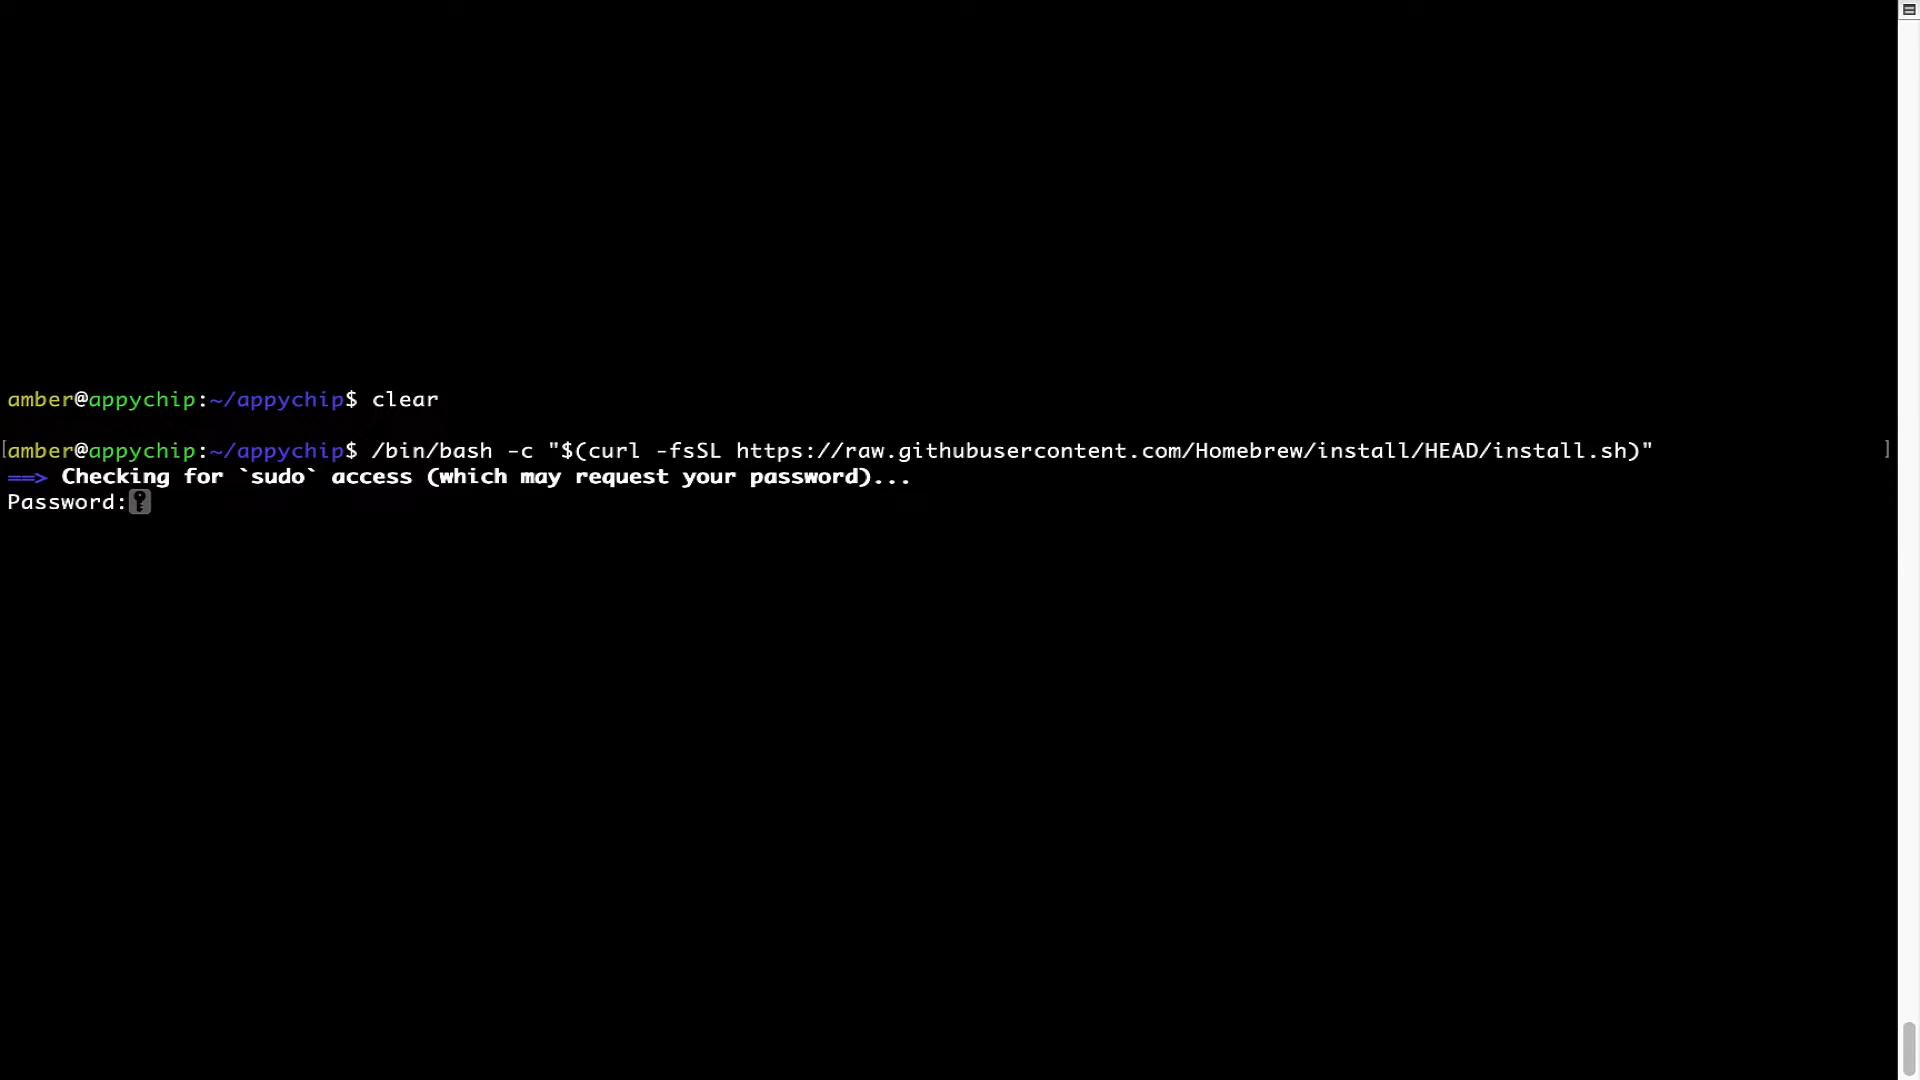 amber@appychip:~/appychip$ clear
[amber@appychip:~/appychip$ /bin/bash -c "$(curl -fsSL https://raw.githubusercontent.com/Homebrew/install/HEAD/install.sh)" ]
==> Checking for `sudo` access (which may request your password)...
Password: